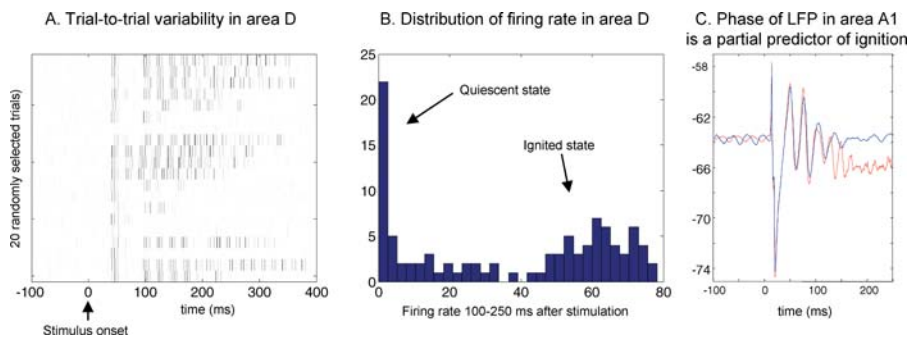 A. Trial-to-trial variability in area D
20 randomly selected trials)
-100
0
100
200
300
400
time (ms)
Stimulus onset
B. Distribution of firing rate in area D
25
20
15
10
5
0
Quiescent state
Ignited state
0
20
40
60
80
Firing rate 100-250 ms after stimulation
C. Phase of LFP in area A1
is a partial predictor of ignition
-58
-62
-66
-70
-74
-100
0
100
200
time (ms)